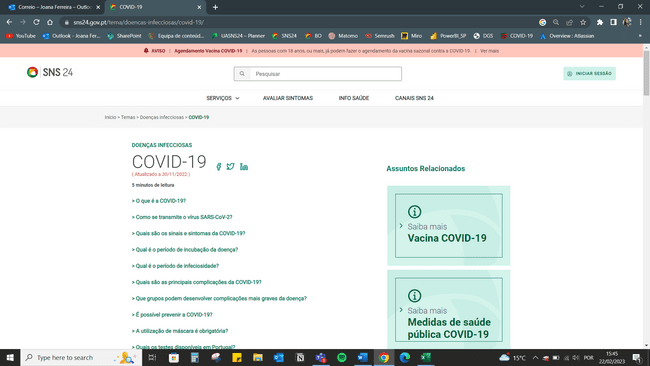 Correio – Joana Ferreira – Outlo
COVID-19
sns24.gov.pt/tema/doencas-infecciosas/covid-19/
YouTube
Outlook - Joana Ferr...
SharePoint
Equipa de conteúd...
UASNS24 – Planner
SNS24
BO
Matomo
Semrush
Miro
PowerBI_SP
DGS
COVID-19
Overview : Atlassian
AVISO | Agendamento Vacina COVID-19 | As pessoas com 18 anos, ou mais, já podem fazer o agendamento da vacina sazonal contra a COVID-19. | Ver mais
SNS 24
Pesquisar
INICIAR SESSÃO
SERVIÇOS
AVALIAR SINTOMAS
INFO SAÚDE
CANAIS SNS 24
Início > Temas > Doenças infecciosas > COVID-19
DOENÇAS INFECCIOSAS
COVID-19
( Atualizado a 30/11/2022 )
5 minutos de leitura
> O que é a COVID-19?
> Como se transmite o vírus SARS-CoV-2?
> Quais são os sinais e sintomas da COVID-19?
> Qual é o período de incubação da doença?
> Qual é o período de infeciosidade?
> Quais são as principais complicações da COVID-19?
> Que grupos podem desenvolver complicações mais graves da doença?
> É possível prevenir a COVID-19?
> A utilização de máscara é obrigatória?
> Quais os testes disponíveis em Portugal?
Assuntos Relacionados
Saiba mais
Vacina COVID-19
Saiba mais
Medidas de saúde
pública COVID-19
Type here to search
15°C
POR
15:45
22/02/2023